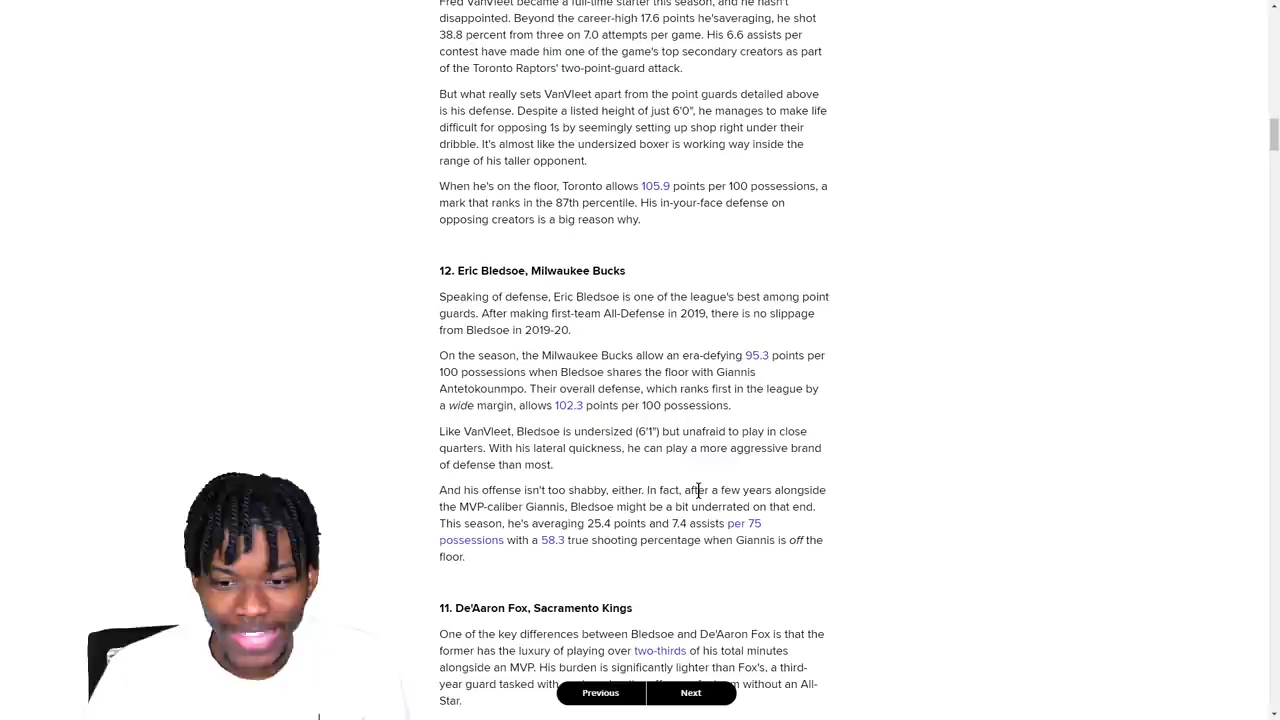 Fred VanVleet became a full-time starter this season, and he hasn't
disappointed. Beyond the career-high 17.6 points he'saveraging, he shot
38.8 percent from three on 7.0 attempts per game. His 6.6 assists per
contest have made him one of the game's top secondary creators as part
of the Toronto Raptors' two-point-guard attack.
But what really sets VanVleet apart from the point guards detailed above
is his defense. Despite a listed height of just 6'0", he manages to make life
difficult for opposing 1s by seemingly setting up shop right under their
dribble. It's almost like the undersized boxer is working way inside the
range of his taller opponent.
When he's on the floor, Toronto allows 105.9 points per 100 possessions, a
mark that ranks in the 87th percentile. His in-your-face defense on
opposing creators is a big reason why.
12. Eric Bledsoe, Milwaukee Bucks
Speaking of defense, Eric Bledsoe is one of the league's best among point
guards. After making first-team All-Defense in 2019, there is no slippage
from Bledsoe in 2019-20.
On the season, the Milwaukee Bucks allow an era-defying 95.3 points per
100 possessions when Bledsoe shares the floor with Giannis
Antetokounmpo. Their overall defense, which ranks first in the league by
a wide margin, allows 102.3 points per 100 possessions.
Like VanVleet, Bledsoe is undersized (6'1") but unafraid to play in close
quarters. With his lateral quickness, he can play a more aggressive brand
of defense than most.
And his offense isn't too shabby, either. In fact, after a few years alongside
the MVP-caliber Giannis, Bledsoe might be a bit underrated on that end.
This season, he's averaging 25.4 points and 7.4 assists per 75
possessions with a 58.3 true shooting percentage when Giannis is off the
floor.
11. De'Aaron Fox, Sacramento Kings
One of the key differences between Bledsoe and De'Aaron Fox is that the
former has the luxury of playing over two-thirds of his total minutes
alongside an MVP. His burden is significantly lighter than Fox's, a third-
year guard tasked with without an All-
Star.
Previous Next